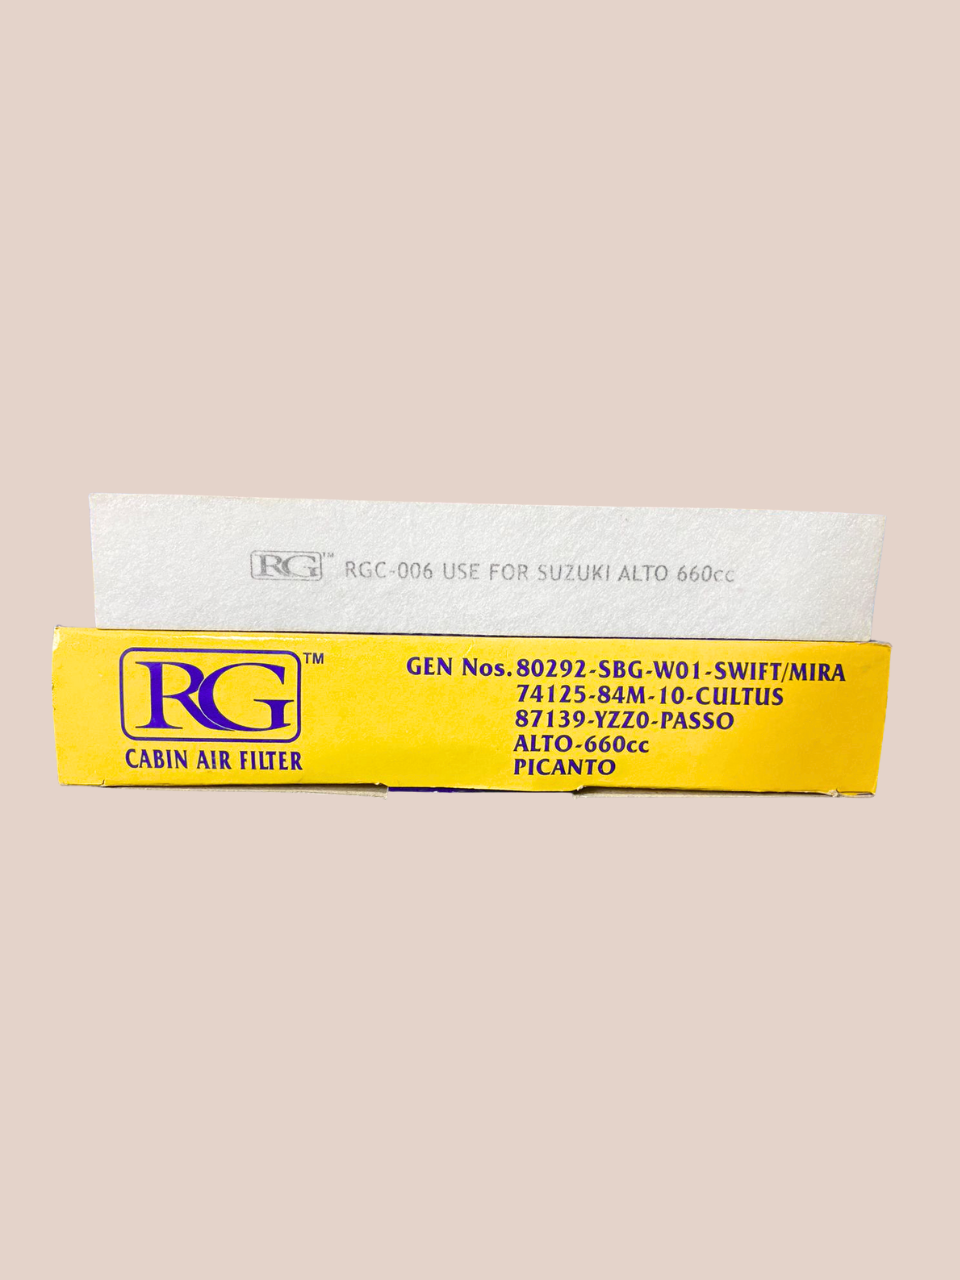 RG™ RGC-006 USE FOR SUZUKI ALTO 660cc
RG™
CABIN AIR FILTER
GEN Nos. 80292-SBG-W01-SWIFT/MIRA
74125-84M-10-CULTUS
87139-YZZ0-PASSO
ALTO-660cc
PICANTO